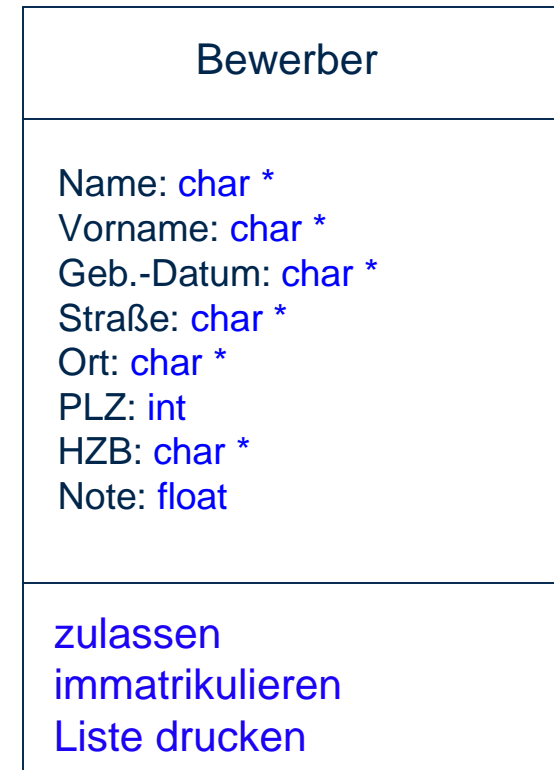 Bewerber
Name: char *
Vorname: char *
Geb.-Datum: char *
Straße: char *
Ort: char *
PLZ: int
HZB: char *
Note: float
zulassen
immatrikulieren
Liste drucken